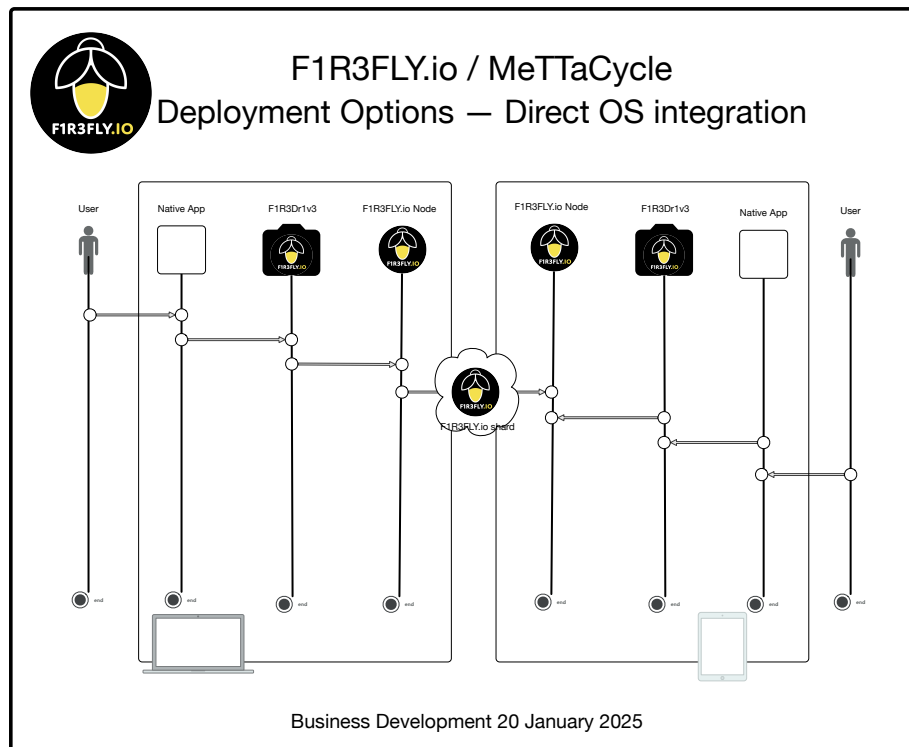 F1R3FLY.IO
F1R3FLY.io / MeTTaCycle
Deployment Options — Direct OS integration
User
Native App
F1R3Dr1v3
F1R3FLY.io Node
F1R3FLY.io Node
F1R3Dr1v3
Native App
User
F1R3FLY.IO
F1R3FLY.IO
F1R3FLY.IO
F1R3FLY.IO
F1R3FLY.IO
F1R3FLY.io shard
end
end
end
end
end
end
end
end
Business Development 20 January 2025